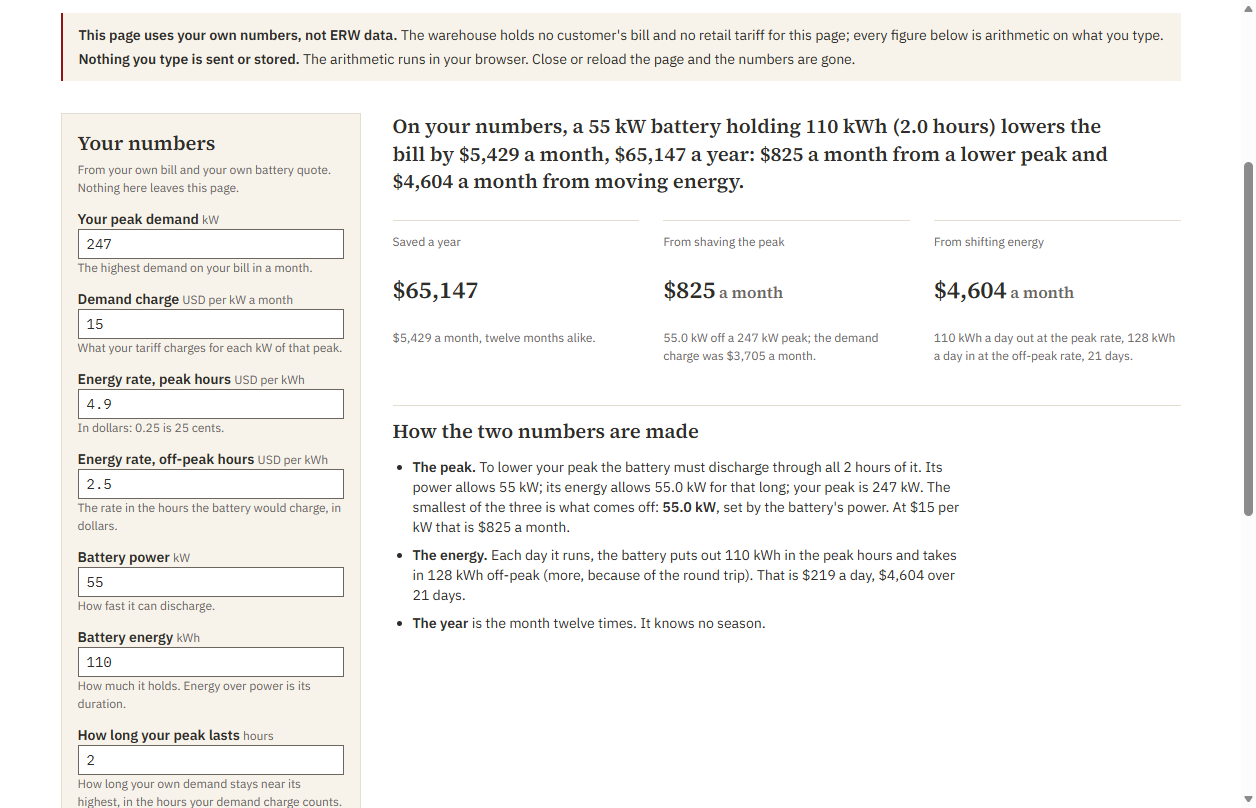 This page uses your own numbers, not ERW data. The warehouse holds no customer's bill and no retail tariff for this page; every figure below is arithmetic on what you type.
Nothing you type is sent or stored. The arithmetic runs in your browser. Close or reload the page and the numbers are gone.
Your numbers
From your own bill and your own battery quote.
Nothing here leaves this page.
Your peak demand kW
247
The highest demand on your bill in a month.
Demand charge USD per kW a month
15
What your tariff charges for each kW of that peak.
Energy rate, peak hours USD per kWh
4.9
In dollars: 0.25 is 25 cents.
Energy rate, off-peak hours USD per kWh
2.5
The rate in the hours the battery would charge, in
dollars.
Battery power kW
55
How fast it can discharge.
Battery energy kWh
110
How much it holds. Energy over power is its
duration.
How long your peak lasts hours
2
How long your own demand stays near its
highest, in the hours your demand charge counts.
On your numbers, a 55 kW battery holding 110 kWh (2.0 hours) lowers the
bill by $5,429 a month, $65,147 a year: $825 a month from a lower peak and
$4,604 a month from moving energy.
Saved a year
$65,147
$5,429 a month, twelve months alike.
From shaving the peak
$825 a month
55.0 kW off a 247 kW peak; the demand
charge was $3,705 a month.
From shifting energy
$4,604 a month
110 kWh a day out at the peak rate, 128 kWh
a day in at the off-peak rate, 21 days.
How the two numbers are made
• The peak. To lower your peak the battery must discharge through all 2 hours of it. Its
power allows 55 kW; its energy allows 55.0 kW for that long; your peak is 247 kW. The
smallest of the three is what comes off: 55.0 kW, set by the battery's power. At $15 per
kW that is $825 a month.
• The energy. Each day it runs, the battery puts out 110 kWh in the peak hours and takes
in 128 kWh off-peak (more, because of the round trip). That is $219 a day, $4,604 over
21 days.
• The year is the month twelve times. It knows no season.